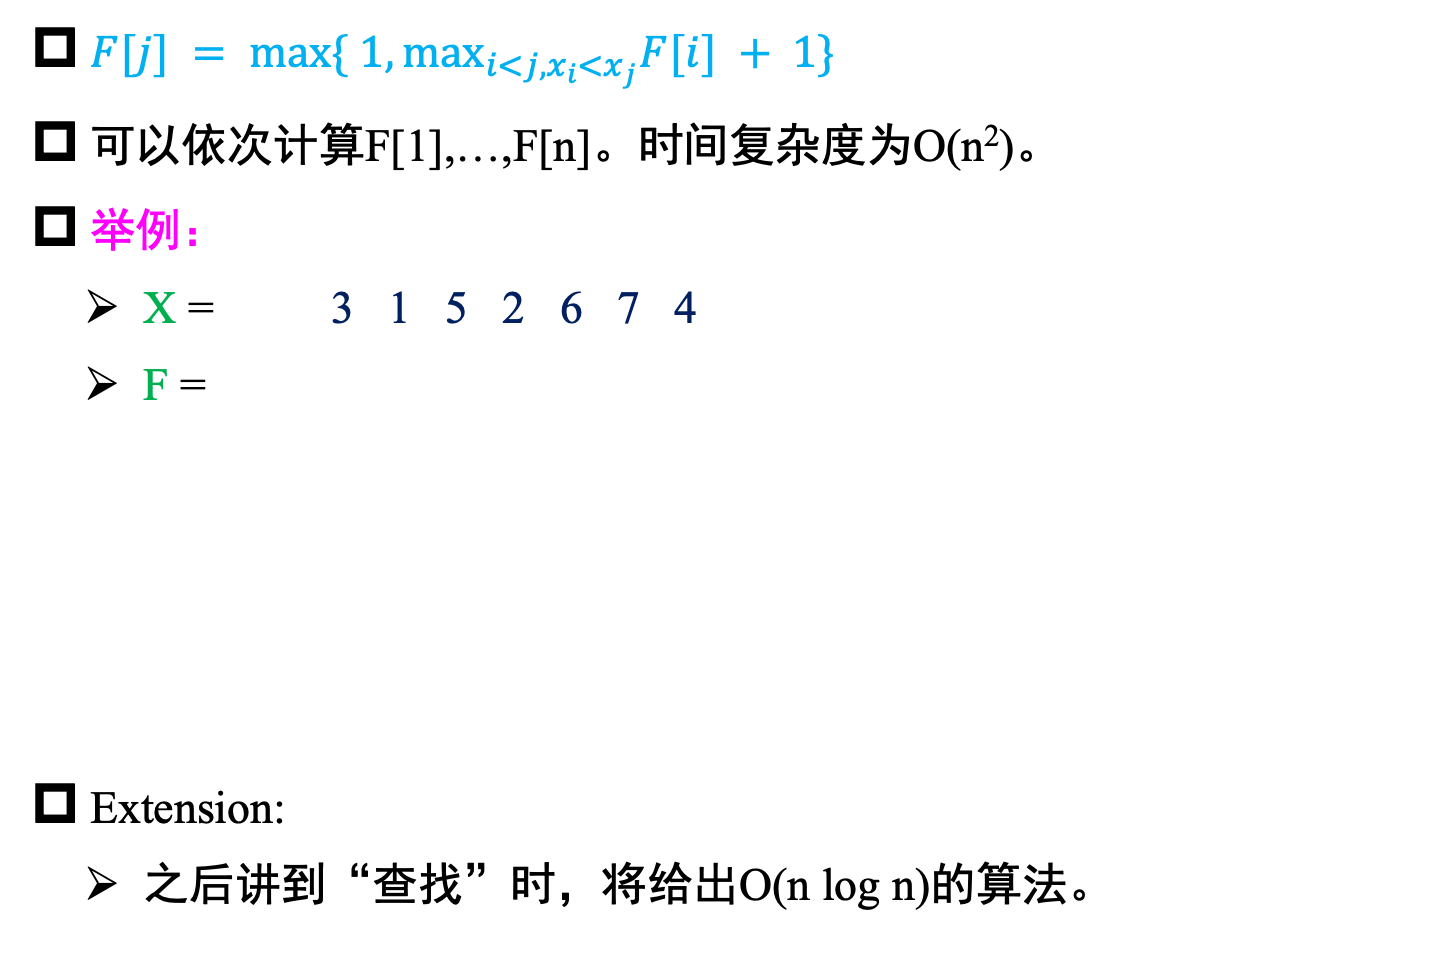 F[j] = max{ 1, max_{i<j,x_i<x_j} F[i] + 1}
可以依次计算F[1],…,F[n]。时间复杂度为O(n²)。
举例：
X = 3 1 5 2 6 7 4
F =
Extension:
之后讲到“查找”时，将给出O(n log n)的算法。